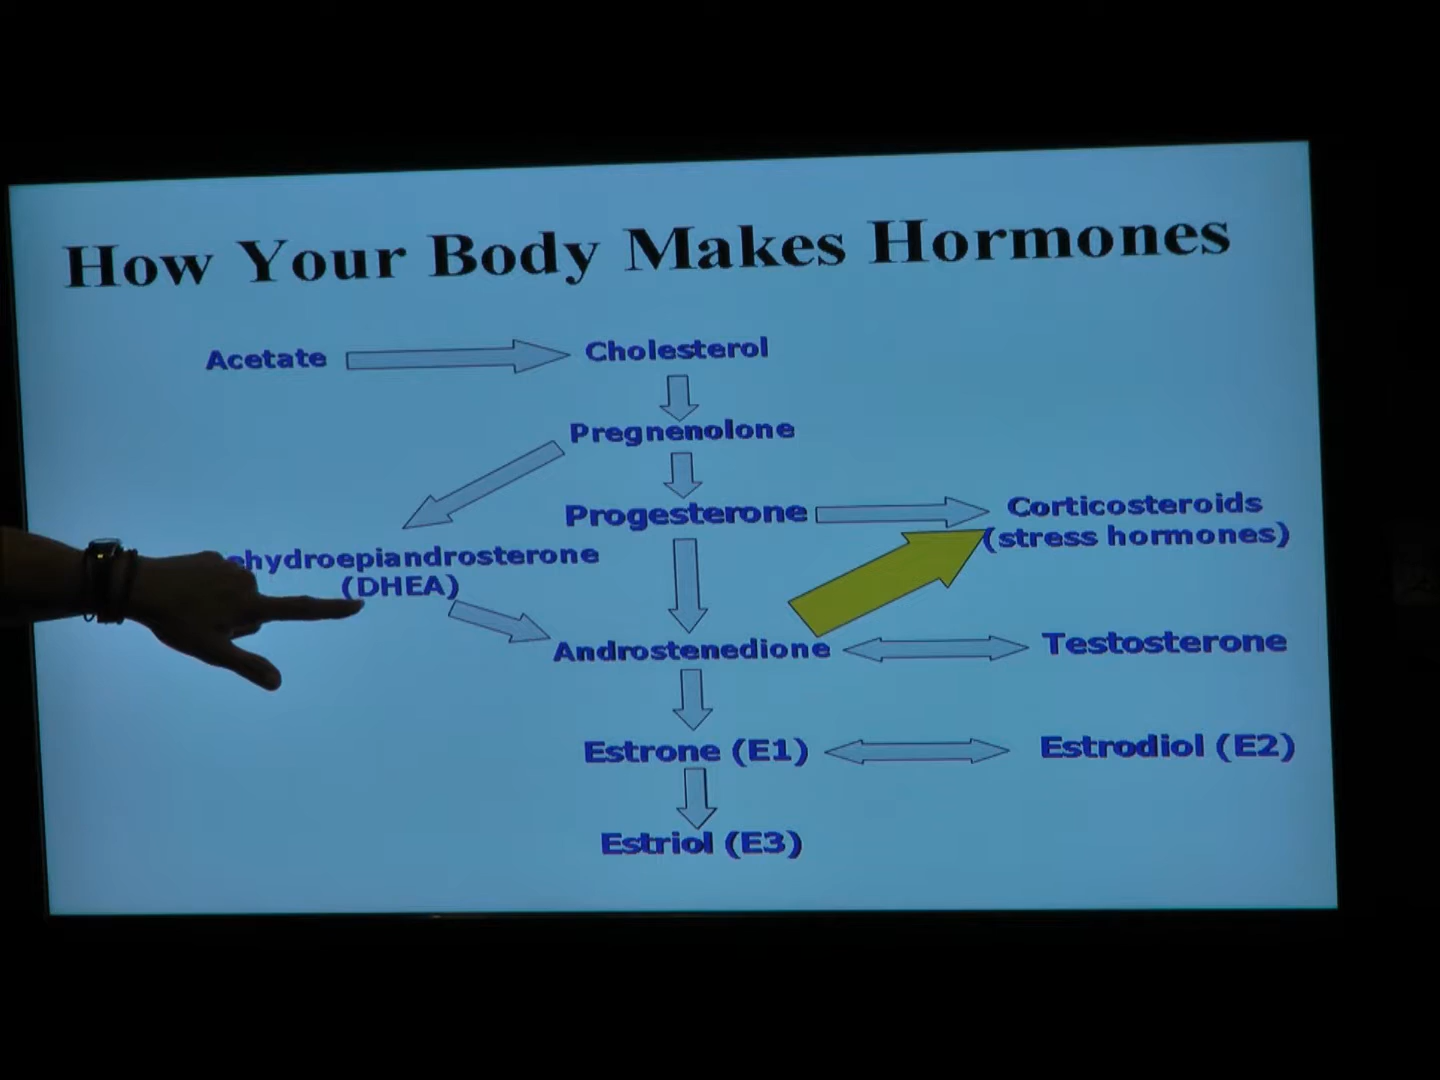 How Your Body Makes Hormones
Acetate
Cholesterol
Pregnenolone
Progesterone
Corticosteroids
(stress hormones)
ehydroepiandrosterone
(DHEA)
Androstenedione
Testosterone
Estrone (E1)
Estrodiol (E2)
Estriol (E3)